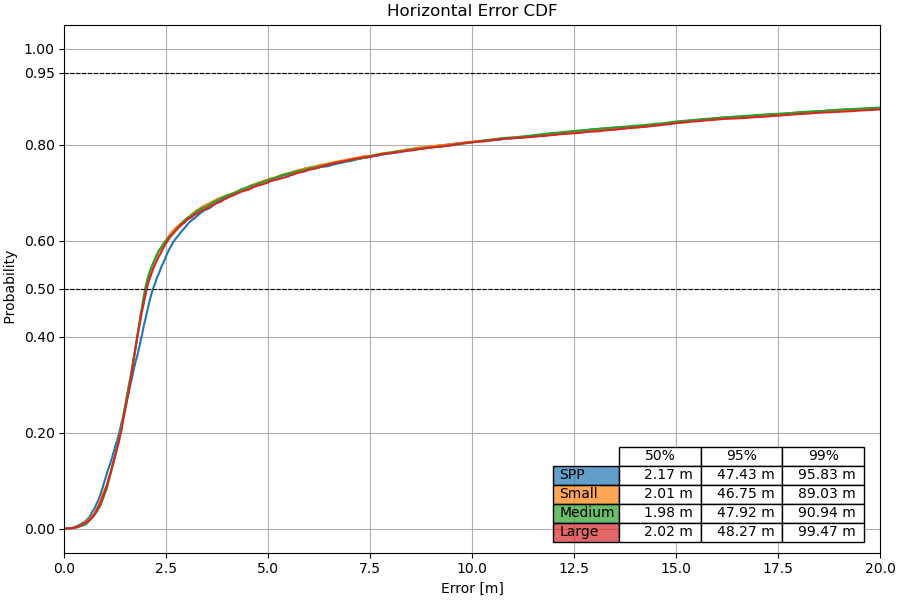 Horizontal Error CDF
1.00
0.95
0.80
0.60
0.50
0.40
0.20
0.00
Probability
50% 95% 99%
SPP 2.17 m 47.43 m 95.83 m
Small 2.01 m 46.75 m 89.03 m
Medium 1.98 m 47.92 m 90.94 m
Large 2.02 m 48.27 m 99.47 m
0.0 2.5 5.0 7.5 10.0 12.5 15.0 17.5 20.0
Error [m]